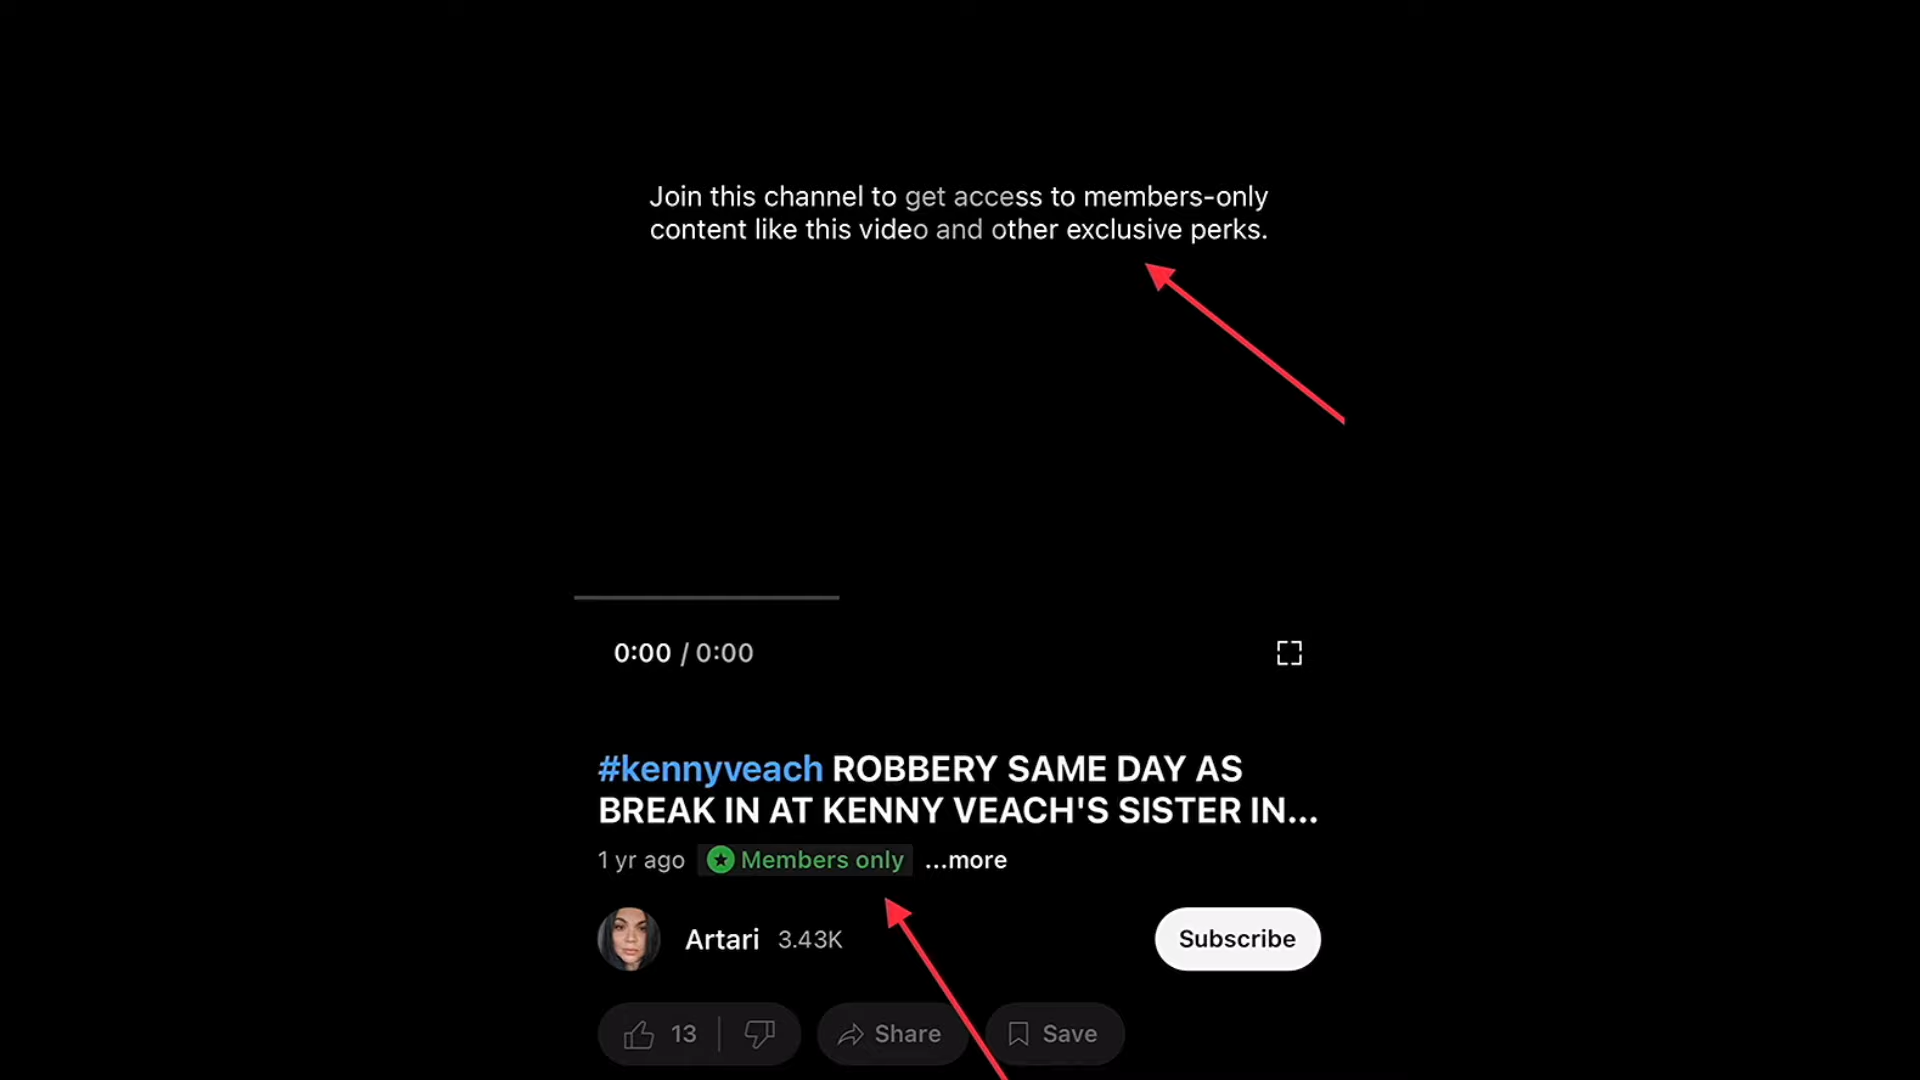 Join this channel to get access to members-only
content like this video and other exclusive perks.
0:00 / 0:00
#kennyveach ROBBERY SAME DAY AS
BREAK IN AT KENNY VEACH'S SISTER IN...
1 yr ago Members only ...more
Artari 3.43K Subscribe
13 Share Save